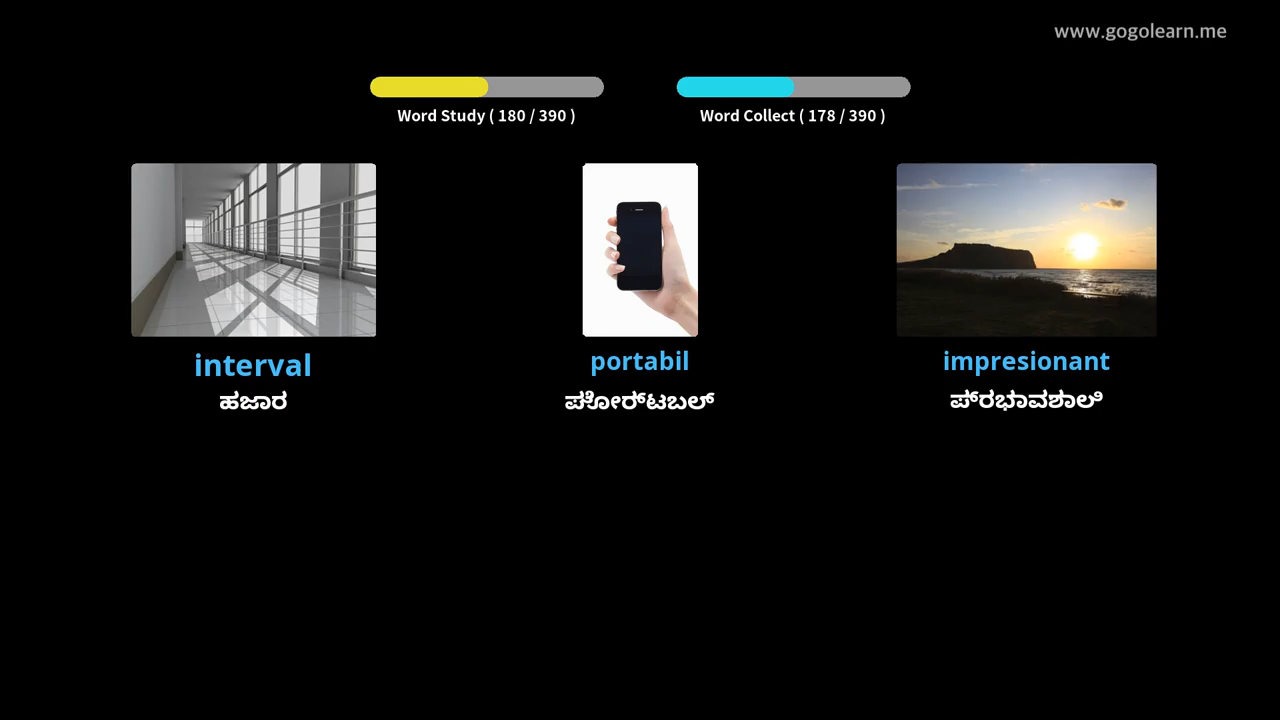 www.gogolearn.me
Word Study ( 180 / 390 )
Word Collect ( 178 / 390 )
interval
ಹಜಾರ
portabil
ಪೋರ್ಟಬಲ್
impresionant
ಪ್ರಭಾವಶಾಲಿ